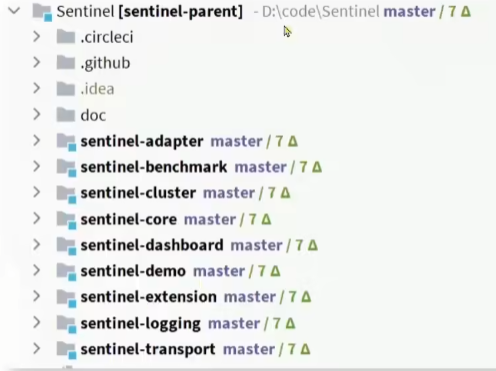 Sentinel [sentinel-parent] - D:\code\Sentinel master / 7 Δ
.circleci
.github
.idea
doc
sentinel-adapter master / 7 Δ
sentinel-benchmark master / 7 Δ
sentinel-cluster master / 7 Δ
sentinel-core master / 7 Δ
sentinel-dashboard master / 7 Δ
sentinel-demo master / 7 Δ
sentinel-extension master / 7 Δ
sentinel-logging master / 7 Δ
sentinel-transport master / 7 Δ